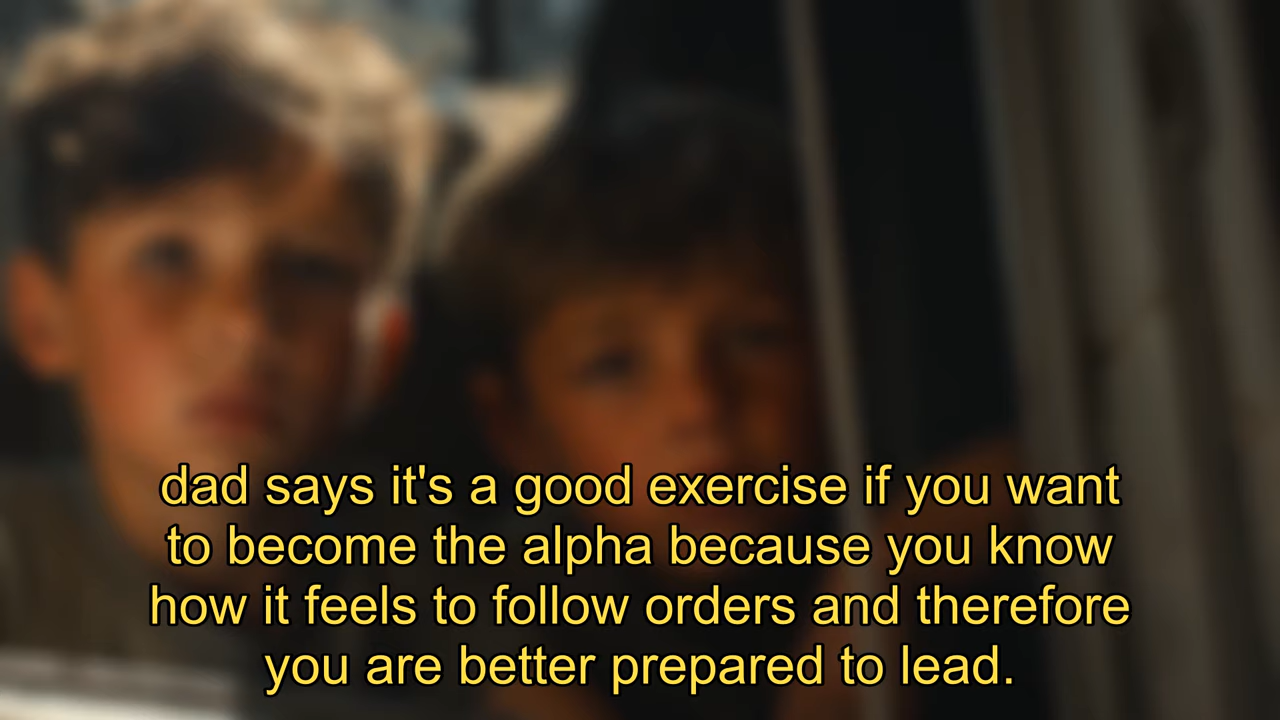 dad says it's a good exercise if you want
to become the alpha because you know
how it feels to follow orders and therefore
you are better prepared to lead.